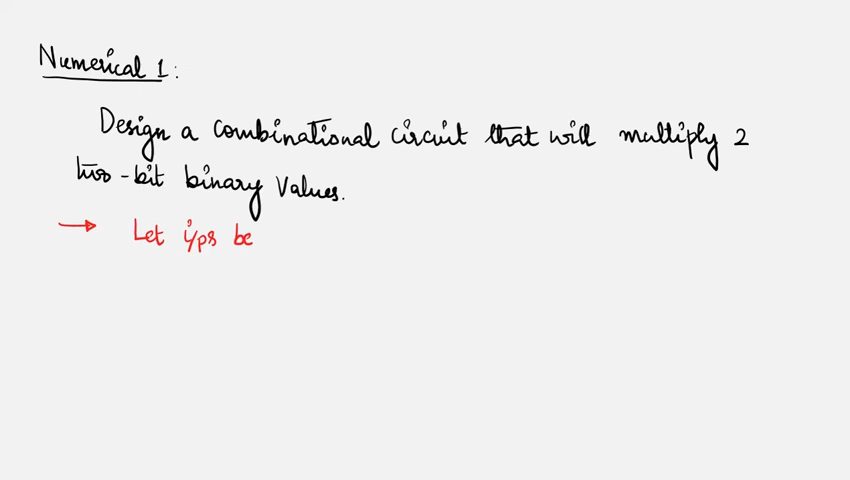 Numerical 1:
Design a combinational circuit that will multiply 2
two-bit binary values.
→ Let i/ps be